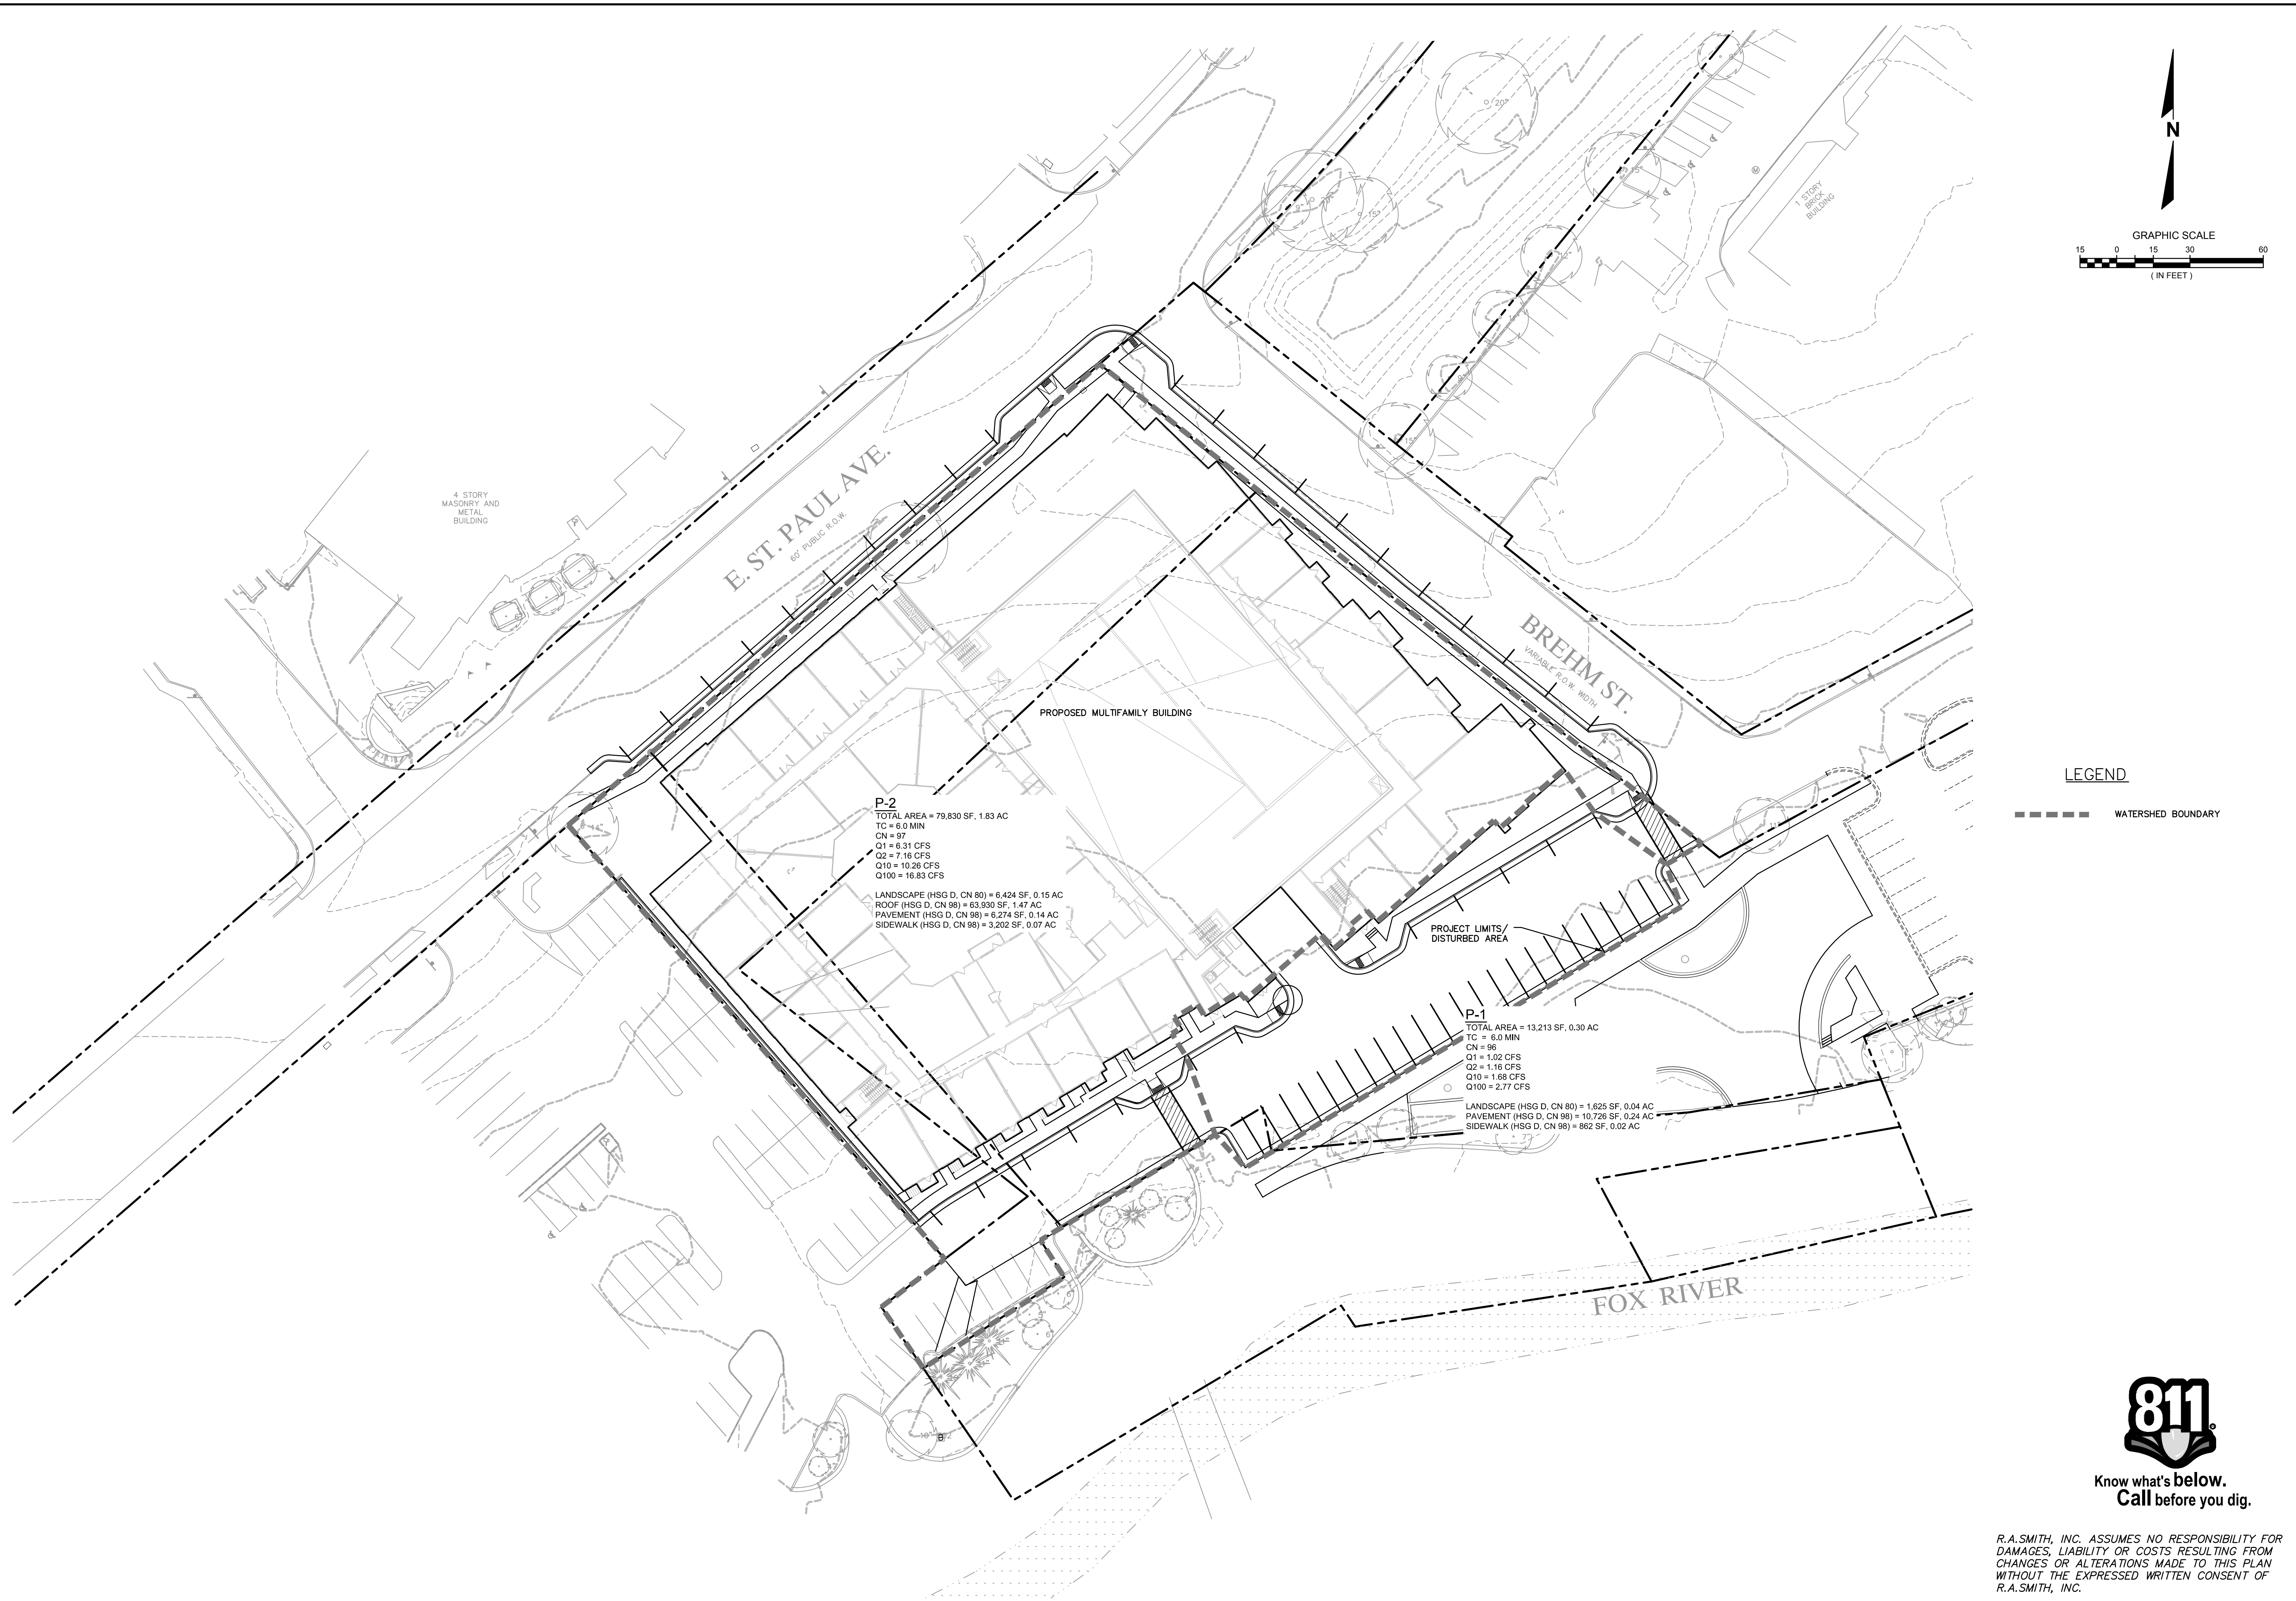 N
GRAPHIC SCALE
15 0 15 30 60
( IN FEET )
1 STORY
BRICK
BUILDING
20"
15"
15"
15"
4 STORY
MASONRY AND
METAL
BUILDING
E. ST. PAUL AVE.
60' PUBLIC R.O.W.
BREHM ST.
VARIABLE R.O.W. WIDTH
PROPOSED MULTIFAMILY BUILDING
LEGEND
WATERSHED BOUNDARY
P-2
TOTAL AREA = 79,830 SF, 1.83 AC
TC = 6.0 MIN
CN = 97
Q1 = 6.31 CFS
Q2 = 7.16 CFS
Q10 = 10.26 CFS
Q100 = 16.83 CFS
LANDSCAPE (HSG D, CN 80) = 6,424 SF, 0.15 AC
ROOF (HSG D, CN 98) = 63,930 SF, 1.47 AC
PAVEMENT (HSG D, CN 98) = 6,274 SF, 0.14 AC
SIDEWALK (HSG D, CN 98) = 3,202 SF, 0.07 AC
PROJECT LIMITS/
DISTURBED AREA
P-1
TOTAL AREA = 13,213 SF, 0.30 AC
TC = 6.0 MIN
CN = 96
Q1 = 1.02 CFS
Q2 = 1.16 CFS
Q10 = 1.68 CFS
Q100 = 2.77 CFS
LANDSCAPE (HSG D, CN 80) = 1,625 SF, 0.04 AC
PAVEMENT (HSG D, CN 98) = 10,726 SF, 0.24 AC
SIDEWALK (HSG D, CN 98) = 862 SF, 0.02 AC
FOX RIVER
811
Know what's below.
Call before you dig.
R.A.SMITH, INC. ASSUMES NO RESPONSIBILITY FOR
DAMAGES, LIABILITY OR COSTS RESULTING FROM
CHANGES OR ALTERATIONS MADE TO THIS PLAN
WITHOUT THE EXPRESSED WRITTEN CONSENT OF
R.A.SMITH, INC.